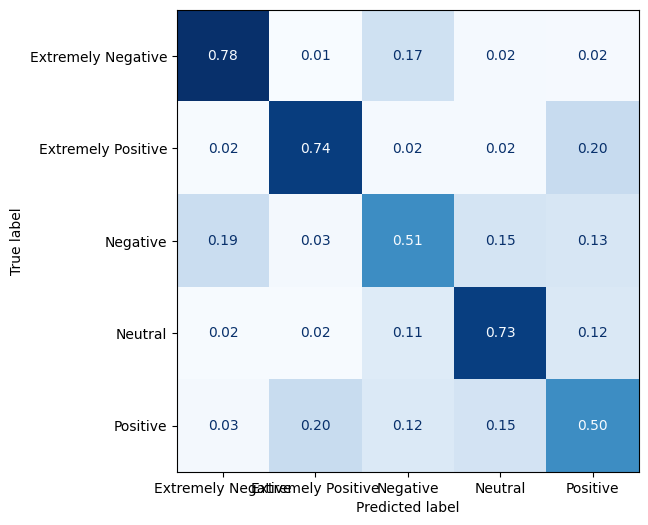 Extremely Negative 0.78 0.01 0.17 0.02 0.02
Extremely Positive 0.02 0.74 0.02 0.02 0.20
Negative 0.19 0.03 0.51 0.15 0.13
Neutral 0.02 0.02 0.11 0.73 0.12
Positive 0.03 0.20 0.12 0.15 0.50
True label
Extremely Negative Extremely Positive Negative Neutral Positive
Predicted label